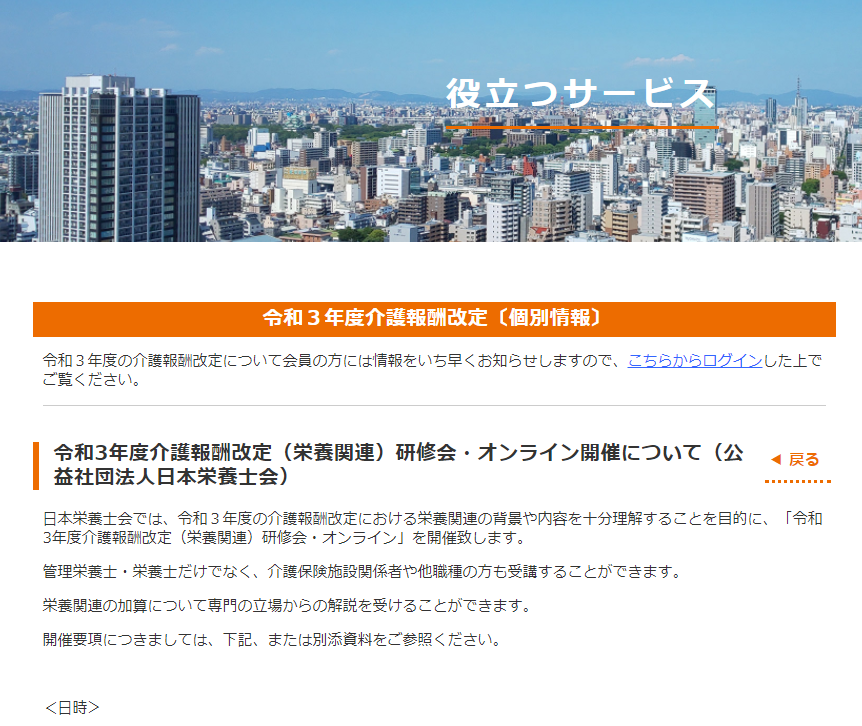 役立つサービス
令和３年度介護報酬改定〔個別情報〕
令和３年度の介護報酬改定について会員の方には情報をいち早くお知らせしますので、こちらからログインした上で
ご覧ください。
令和3年度介護報酬改定（栄養関連）研修会・オンライン開催について（公
益社団法人日本栄養士会）
◀ 戻る
日本栄養士会では、令和３年度の介護報酬改定における栄養関連の背景や内容を十分理解することを目的に、「令和
3年度介護報酬改定（栄養関連）研修会・オンライン」を開催致します。
管理栄養士・栄養士だけでなく、介護保険施設関係者や他職種の方も受講することができます。
栄養関連の加算について専門の立場からの解説を受けることができます。
開催要項につきましては、下記、または別添資料をご参照ください。
＜日時＞